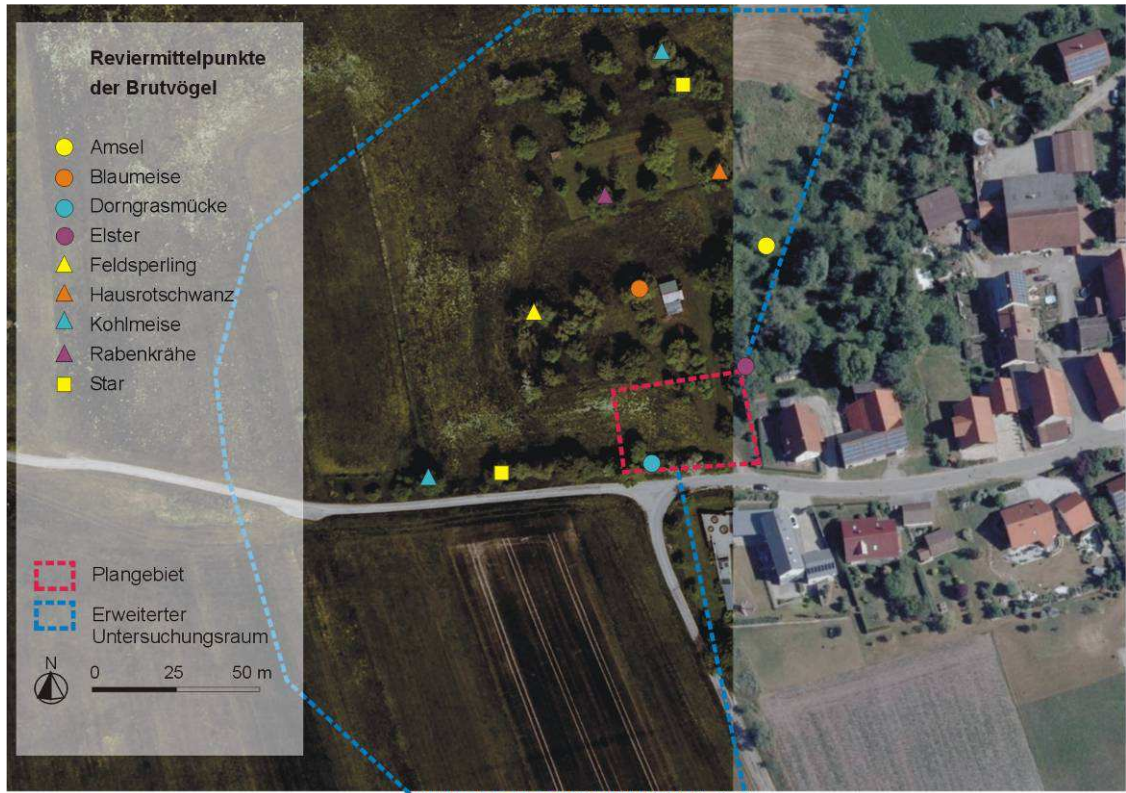 Reviermittelpunkte
der Brutvögel
Amsel
Blaumeise
Dorngrasmücke
Elster
Feldsperling
Hausrotschwanz
Kohlmeise
Rabenkrähe
Star
Plangebiet
Erweiterter
Untersuchungsraum
N
0 25 50 m